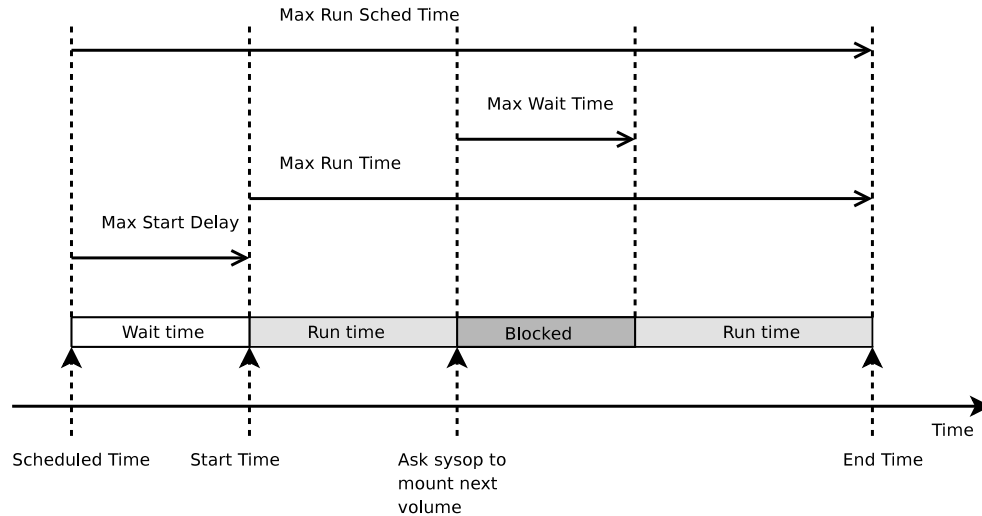 Max Run Sched Time
Max Wait Time
Max Run Time
Max Start Delay
Wait time
Run time
Blocked
Run time
Time
Scheduled Time
Start Time
Ask sysop to
mount next
volume
End Time